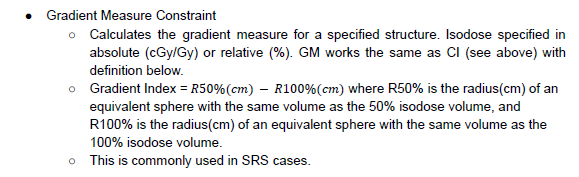 • Gradient Measure Constraint
○ Calculates the gradient measure for a specified structure. Isodose specified in
absolute (cGy/Gy) or relative (%). GM works the same as CI (see above) with
definition below.
○ Gradient Index = R50%(cm) − R100%(cm) where R50% is the radius(cm) of an
equivalent sphere with the same volume as the 50% isodose volume, and
R100% is the radius(cm) of an equivalent sphere with the same volume as the
100% isodose volume.
○ This is commonly used in SRS cases.